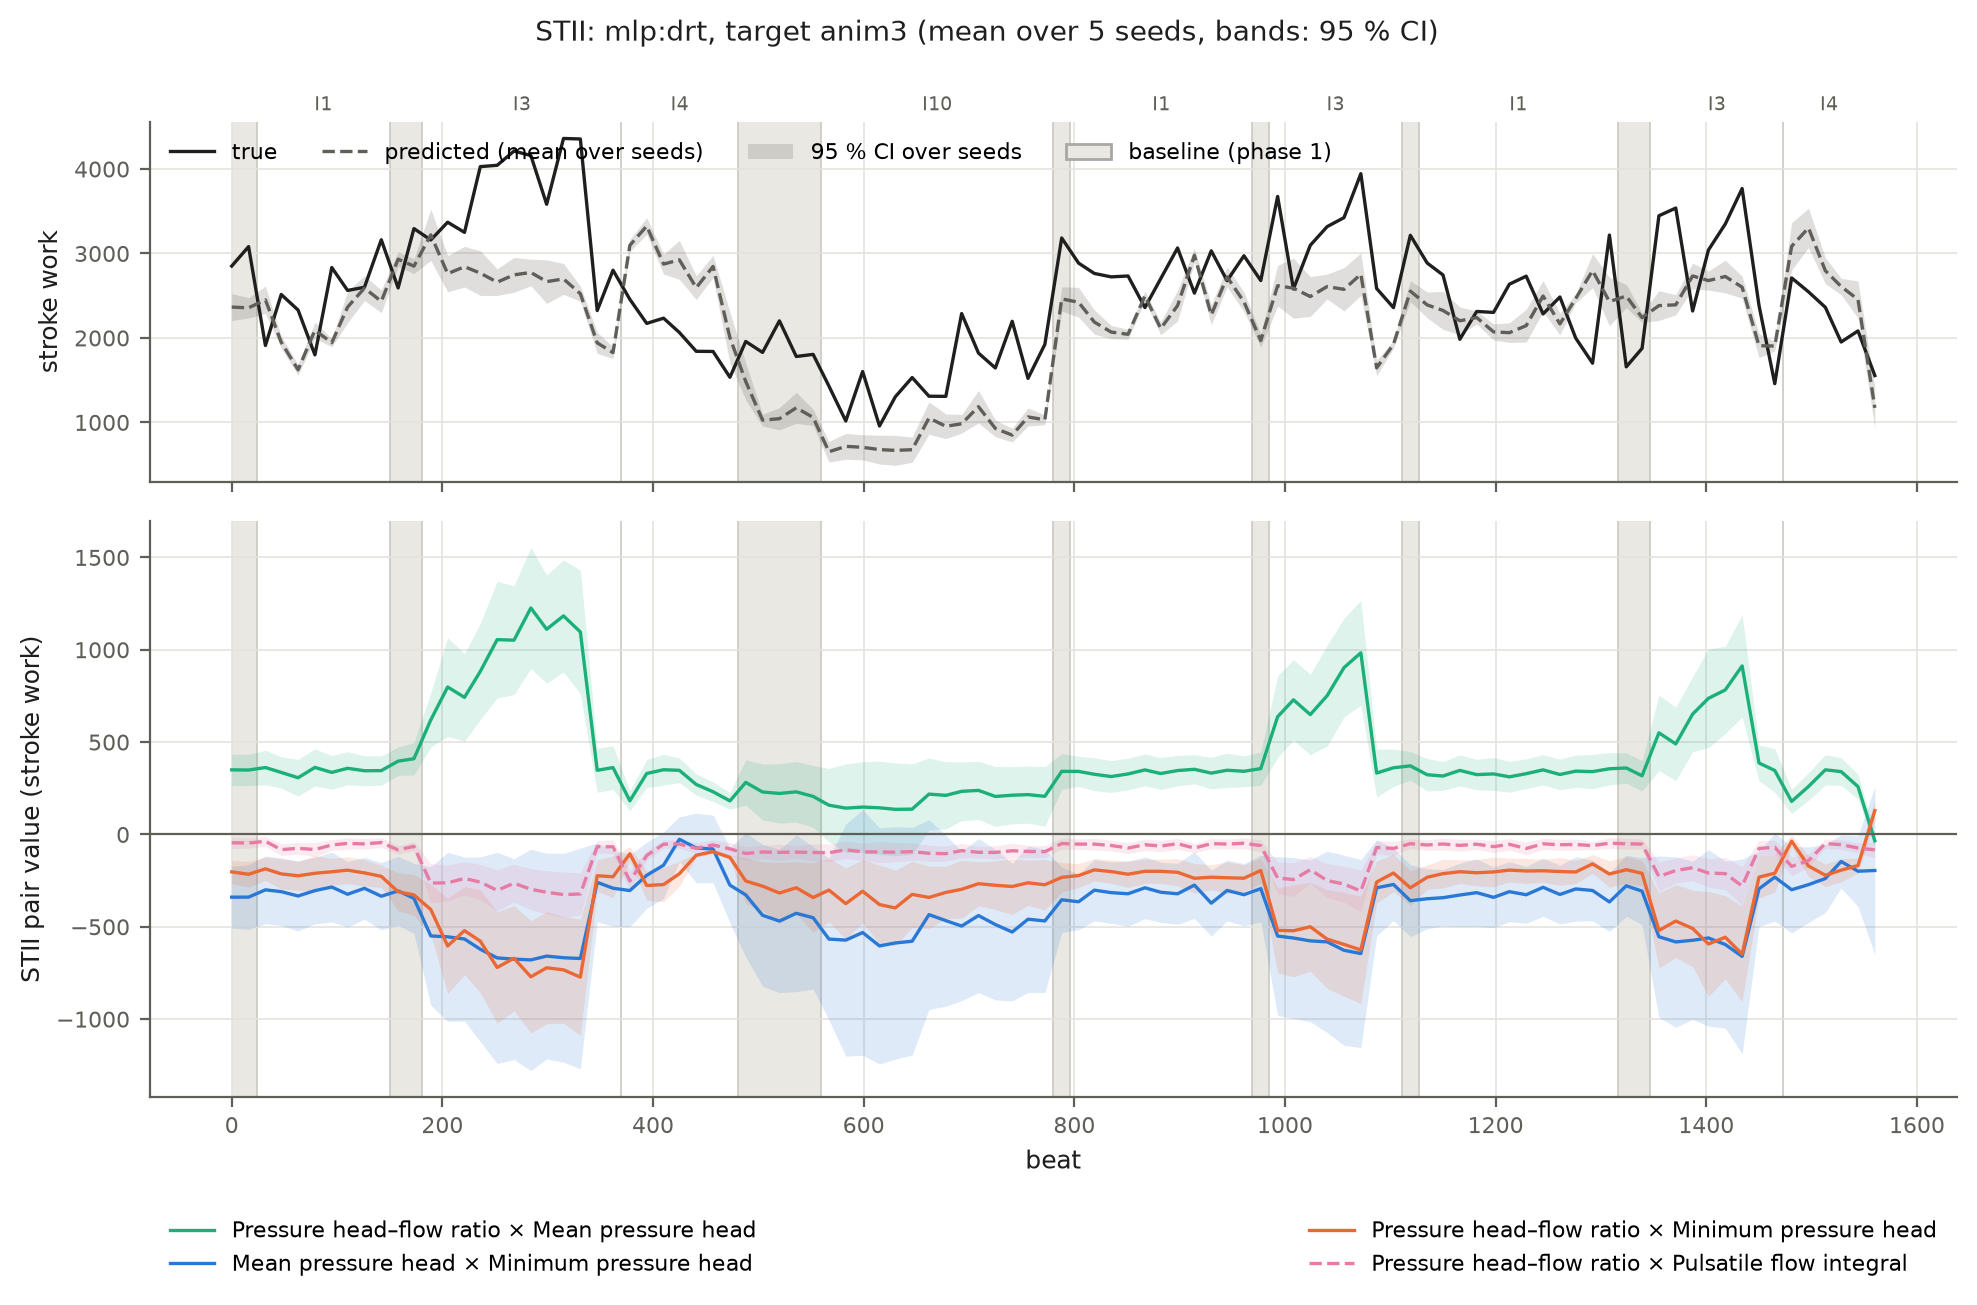 STII: mlp:drt, target anim3 (mean over 5 seeds, bands: 95 % CI)
I1 I3 I4 I10 I1 I3 I1 I3 I4
true predicted (mean over seeds) 95 % CI over seeds baseline (phase 1)
4000
3000
2000
1000
stroke work
1500
1000
500
0
−500
−1000
STII pair value (stroke work)
0 200 400 600 800 1000 1200 1400 1600
beat
Pressure head–flow ratio × Mean pressure head
Mean pressure head × Minimum pressure head
Pressure head–flow ratio × Minimum pressure head
Pressure head–flow ratio × Pulsatile flow integral